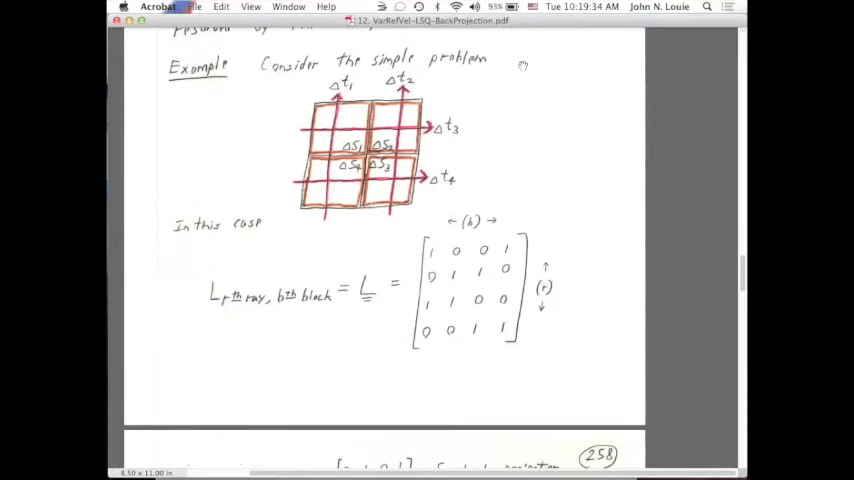 Acrobat File Edit View Window Help 93% Tue 10:19:34 AM John N. Louie
12. VarRefVel-LSQ-BackProjection.pdf
Example Consider the simple problem
Δt1 Δt2
Δt3
ΔS1 ΔS2
ΔS4 ΔS3
Δt4
In this case
← (b) →
L rth ray, bth block = L =
1 0 0 1
0 1 1 0
1 1 0 0
0 0 1 1
↑
(r)
↓
258
8.50 x 11.00 in